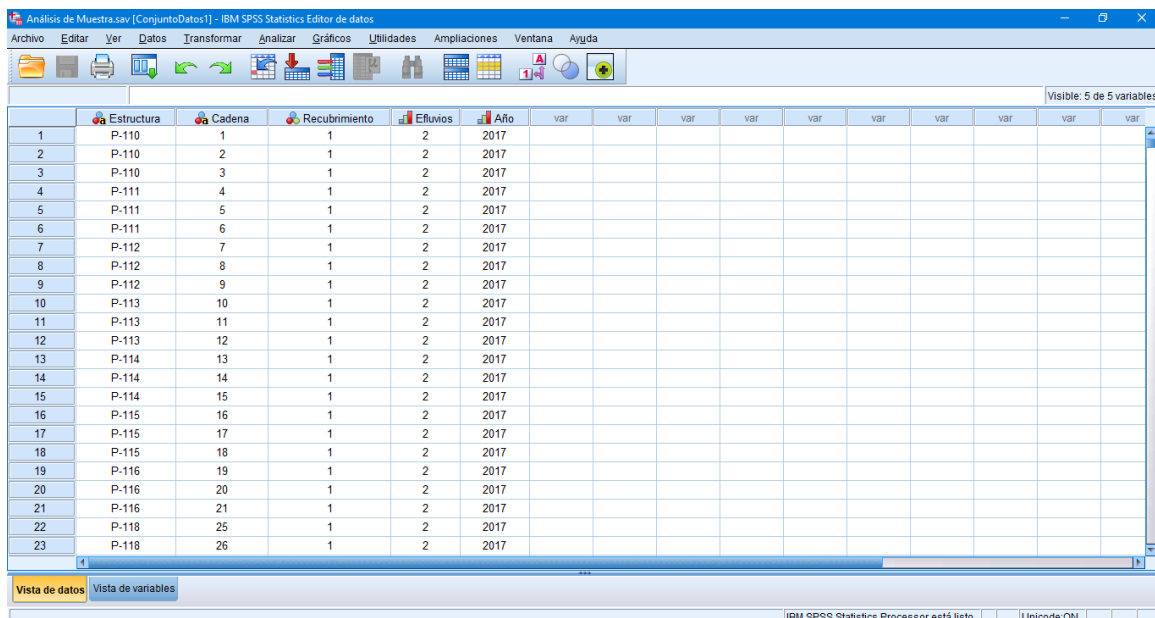 Análisis de Muestra.sav [ConjuntoDatos1] - IBM SPSS Statistics Editor de datos
Archivo Editar Ver Datos Transformar Analizar Gráficos Utilidades Ampliaciones Ventana Ayuda
Visible: 5 de 5 variables
Estructura Cadena Recubrimiento Efluvios Año var var var var var var var var var
1 P-110 1 1 2 2017
2 P-110 2 1 2 2017
3 P-110 3 1 2 2017
4 P-111 4 1 2 2017
5 P-111 5 1 2 2017
6 P-111 6 1 2 2017
7 P-112 7 1 2 2017
8 P-112 8 1 2 2017
9 P-112 9 1 2 2017
10 P-113 10 1 2 2017
11 P-113 11 1 2 2017
12 P-113 12 1 2 2017
13 P-114 13 1 2 2017
14 P-114 14 1 2 2017
15 P-114 15 1 2 2017
16 P-115 16 1 2 2017
17 P-115 17 1 2 2017
18 P-115 18 1 2 2017
19 P-116 19 1 2 2017
20 P-116 20 1 2 2017
21 P-116 21 1 2 2017
22 P-118 25 1 2 2017
23 P-118 26 1 2 2017
Vista de datos Vista de variables
IBM SPSS Statistics Processor está listo Unicode:ON